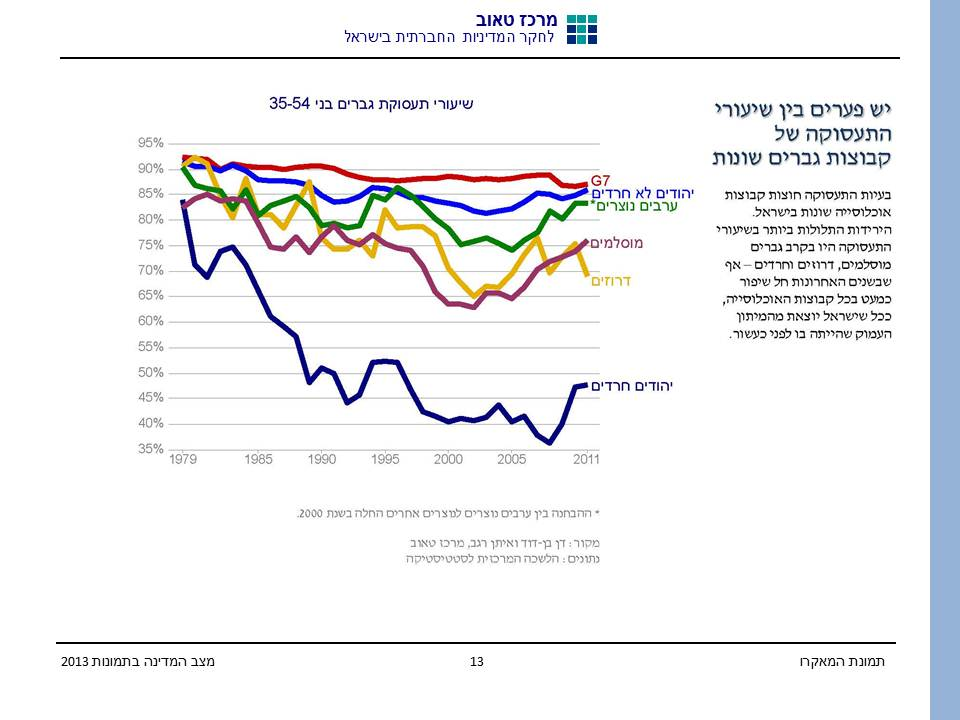 מרכז טאוב
לחקר המדיניות החברתית בישראל
יש פערים בין שיעורי
התעסוקה של
קבוצות גברים שונות
בעיות התעסוקה חוצות קבוצות
אוכלוסייה שונות בישראל.
הירידות התלולות ביותר בשיעורי
התעסוקה היו בקרב גברים
מוסלמים, דרוזים וחרדים – אף
שבשנים האחרונות חל שיפור
כמעט בכל קבוצות האוכלוסייה,
ככל שישראל יוצאת מהמיתון
העמוק שהייתה בו לפני כעשור.
שיעורי תעסוקת גברים בני 35-54
95%
90%
85%
80%
75%
70%
65%
60%
55%
50%
45%
40%
35%
G7
יהודים לא חרדים
ערבים נוצרים*
מוסלמים
דרוזים
יהודים חרדים
1979 1985 1990 1995 2000 2005 2011
* ההבחנה בין ערבים נוצרים לנוצרים אחרים החלה בשנת 2000.
מקור: דן בן-דוד ואיתן רגב, מרכז טאוב
נתונים: הלשכה המרכזית לסטטיסטיקה
תמונת המאקרו
13
מצב המדינה בתמונות 2013